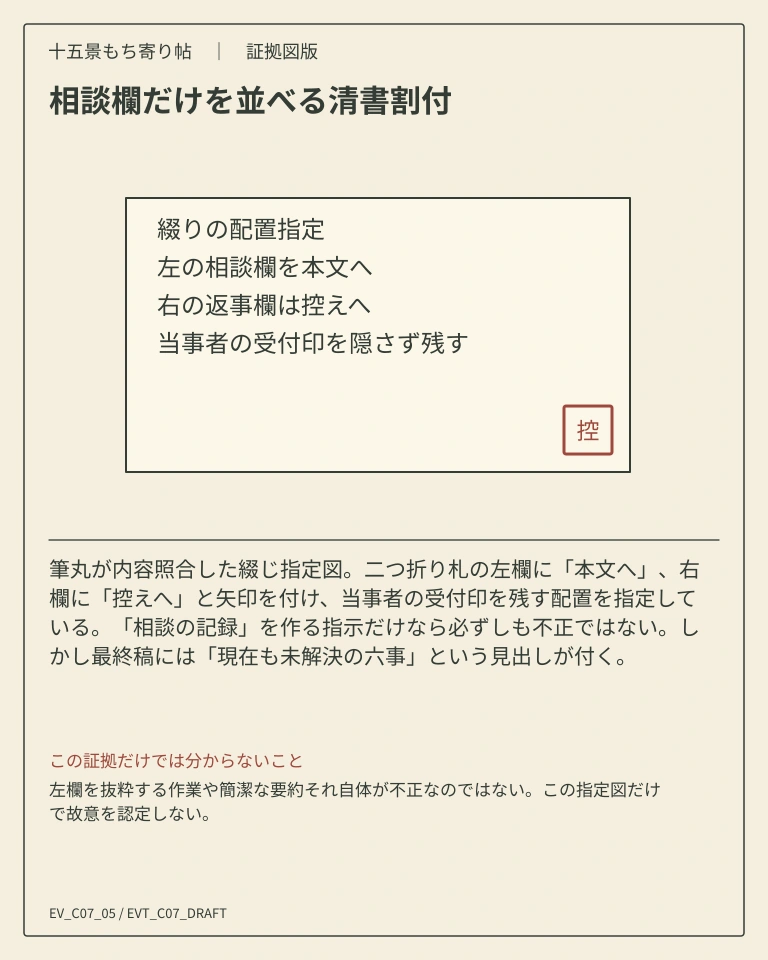 十五景もち寄り帖 ｜ 証拠図版
相談欄だけを並べる清書割付
綴りの配置指定
左の相談欄を本文へ
右の返事欄は控えへ
当事者の受付印を隠さず残す
控
筆丸が内容照合した綴じ指定図。二つ折り札の左欄に「本文へ」、右
欄に「控えへ」と矢印を付け、当事者の受付印を残す配置を指定して
いる。「相談の記録」を作る指示だけなら必ずしも不正ではない。し
かし最終稿には「現在も未解決の六事」という見出しが付く。
この証拠だけでは分からないこと
左欄を抜粋する作業や簡潔な要約それ自体が不正なのではない。この指定図だけ
で故意を認定しない。
EV_C07_05 / EVT_C07_DRAFT